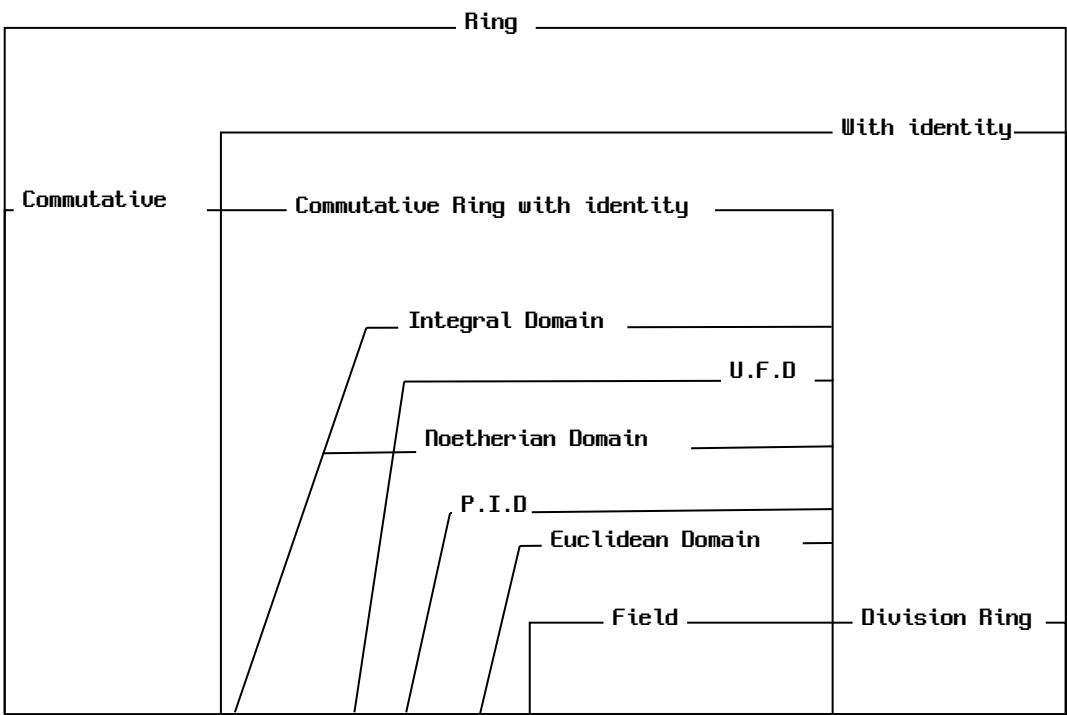 Ring
With identity
Commutative
Commutative Ring with identity
Integral Domain
U.F.D
Noetherian Domain
P.I.D
Euclidean Domain
Field
Division Ring